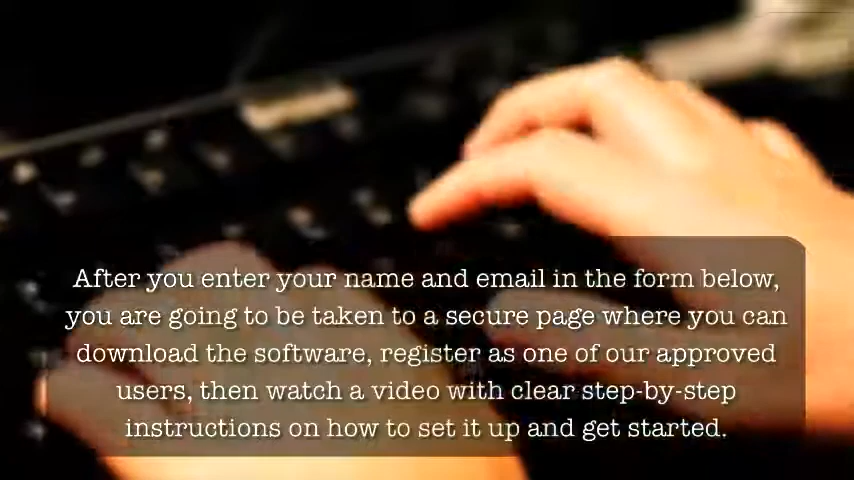 After you enter your name and email in the form below,
you are going to be taken to a secure page where you can
download the software, register as one of our approved
users, then watch a video with clear step-by-step
instructions on how to set it up and get started.